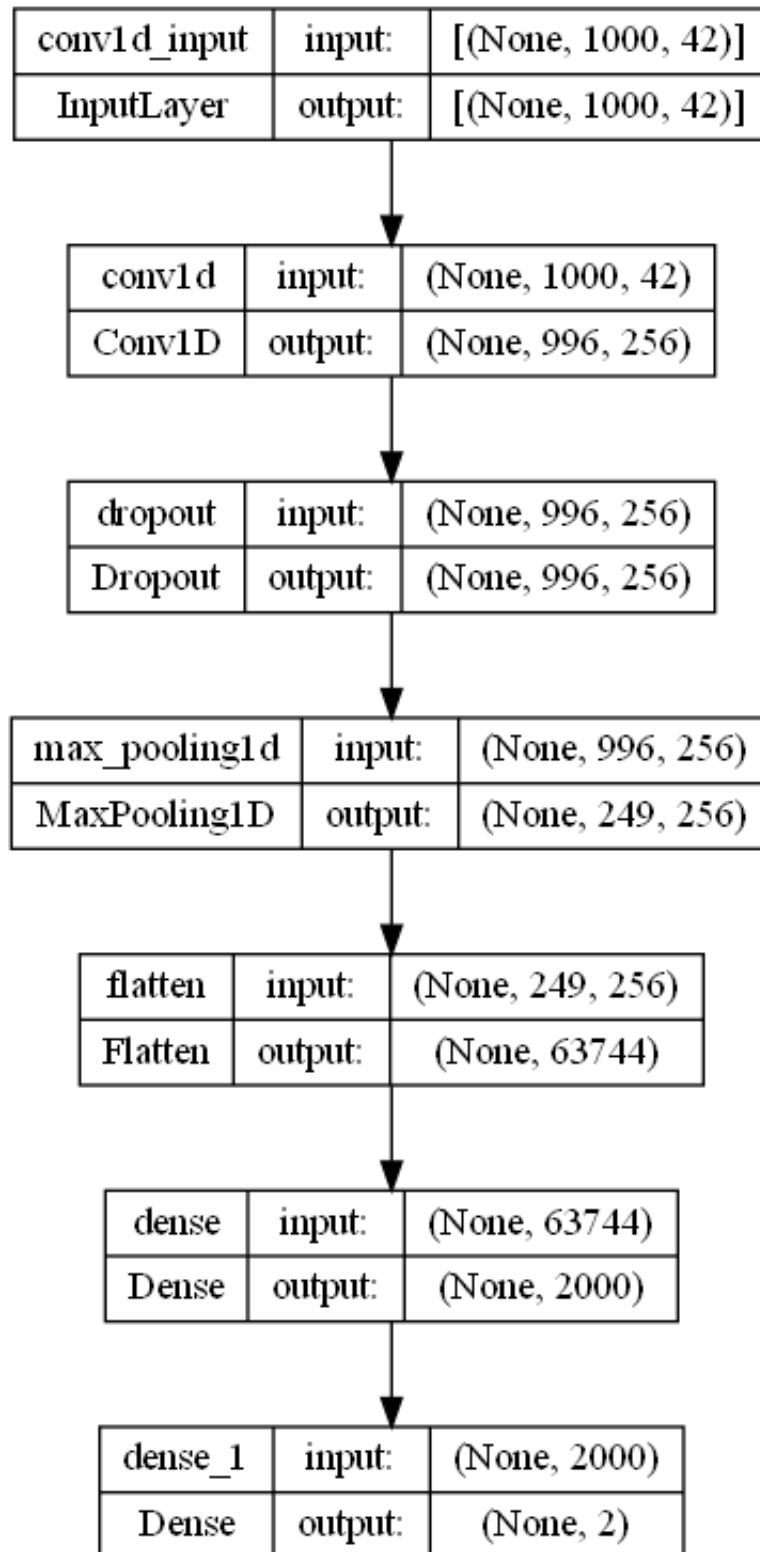 conv1d_input input: [(None, 1000, 42)]
InputLayer output: [(None, 1000, 42)]
conv1d input: (None, 1000, 42)
Conv1D output: (None, 996, 256)
dropout input: (None, 996, 256)
Dropout output: (None, 996, 256)
max_pooling1d input: (None, 996, 256)
MaxPooling1D output: (None, 249, 256)
flatten input: (None, 249, 256)
Flatten output: (None, 63744)
dense input: (None, 63744)
Dense output: (None, 2000)
dense_1 input: (None, 2000)
Dense output: (None, 2)